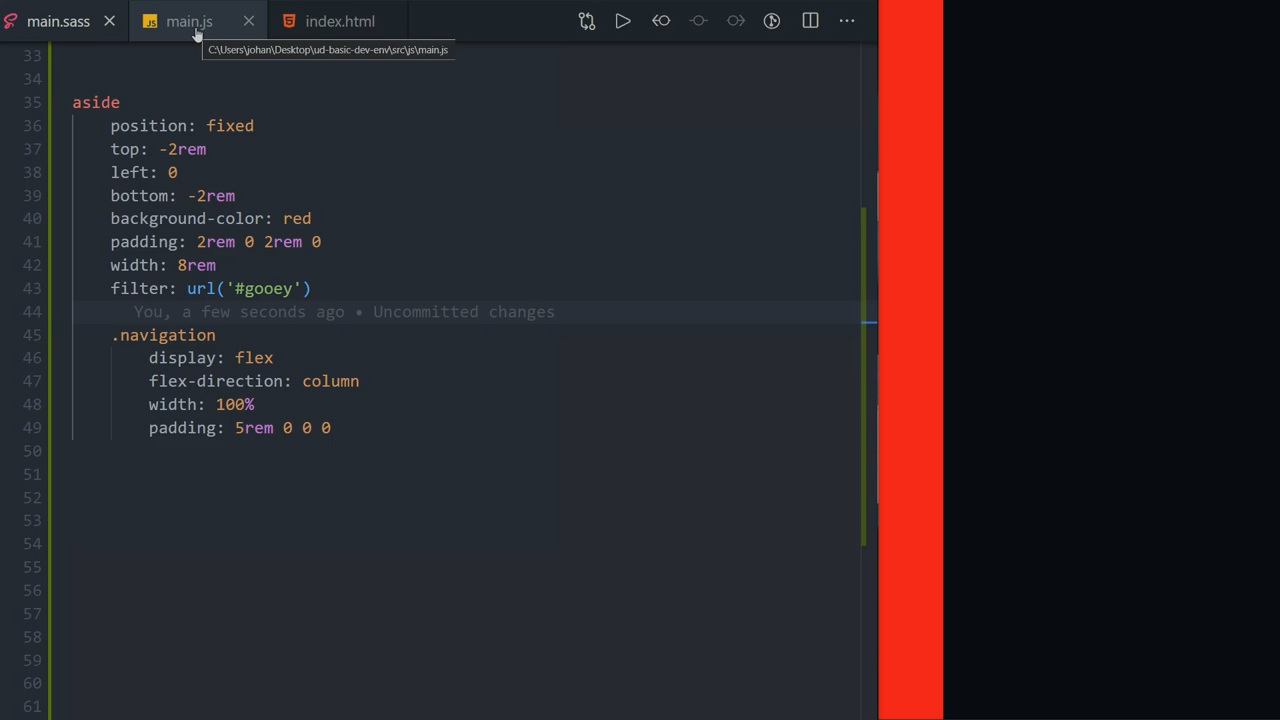 main.sass
main.js
index.html
C:\Users\johan\Desktop\ud-basic-dev-env\src\js\main.js
33
34
35 aside
36 position: fixed
37 top: -2rem
38 left: 0
39 bottom: -2rem
40 background-color: red
41 padding: 2rem 0 2rem 0
42 width: 8rem
43 filter: url('#gooey')
44 You, a few seconds ago • Uncommitted changes
45 .navigation
46 display: flex
47 flex-direction: column
48 width: 100%
49 padding: 5rem 0 0 0
50
51
52
53
54
55
56
57
58
59
60
61